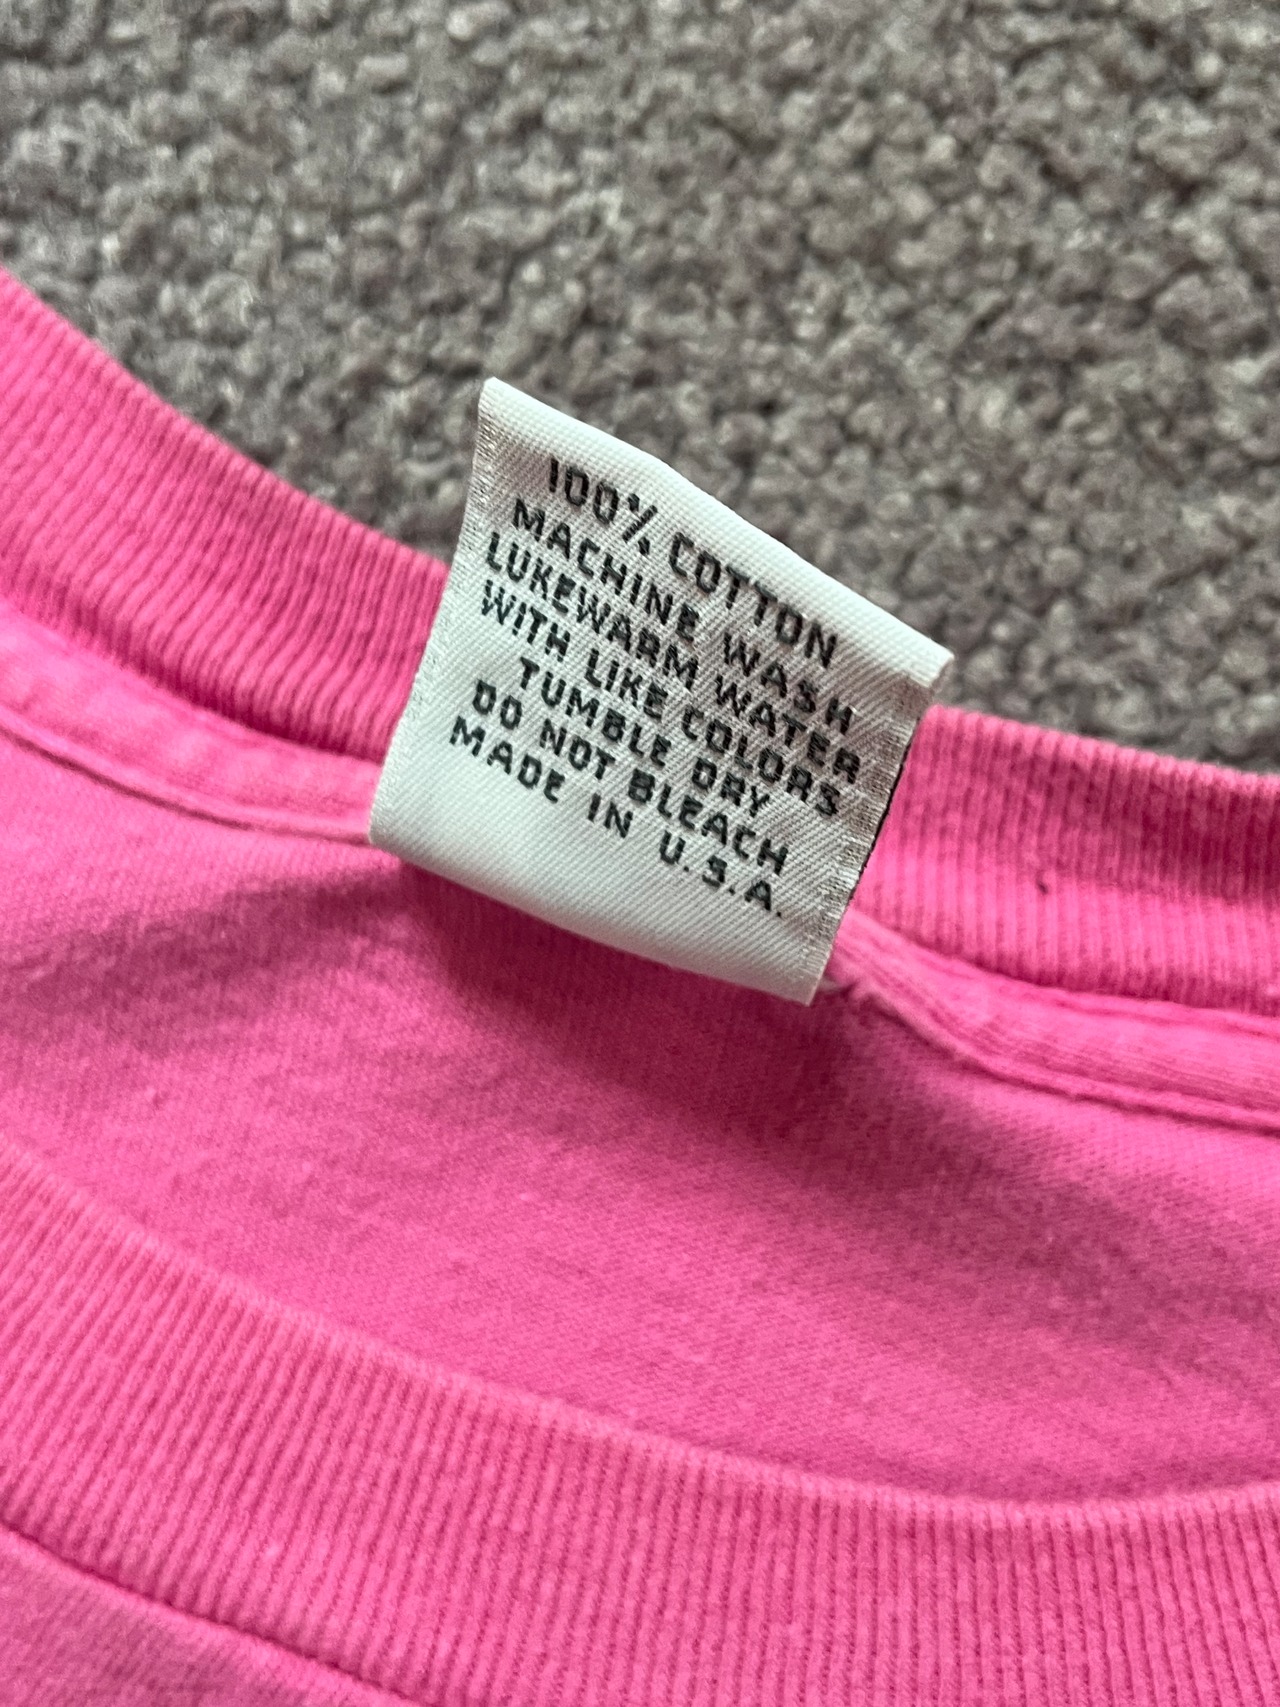 100% COTTON
MACHINE WASH
LUKEWARM WATER
WITH LIKE COLORS
TUMBLE DRY
DO NOT BLEACH
MADE IN U.S.A.